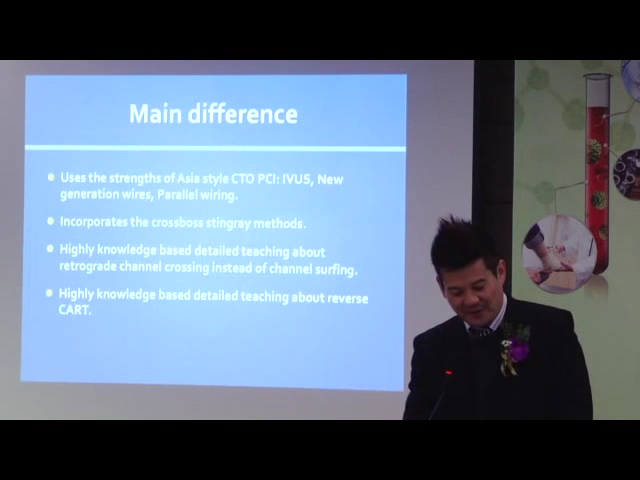 Main difference
Uses the strengths of Asia style CTO PCI: IVUS, New
generation wires, Parallel wiring.
Incorporates the crossboss stingray methods.
Highly knowledge based detailed teaching about
retrograde channel crossing instead of channel surfing.
Highly knowledge based detailed teaching about reverse
CART.